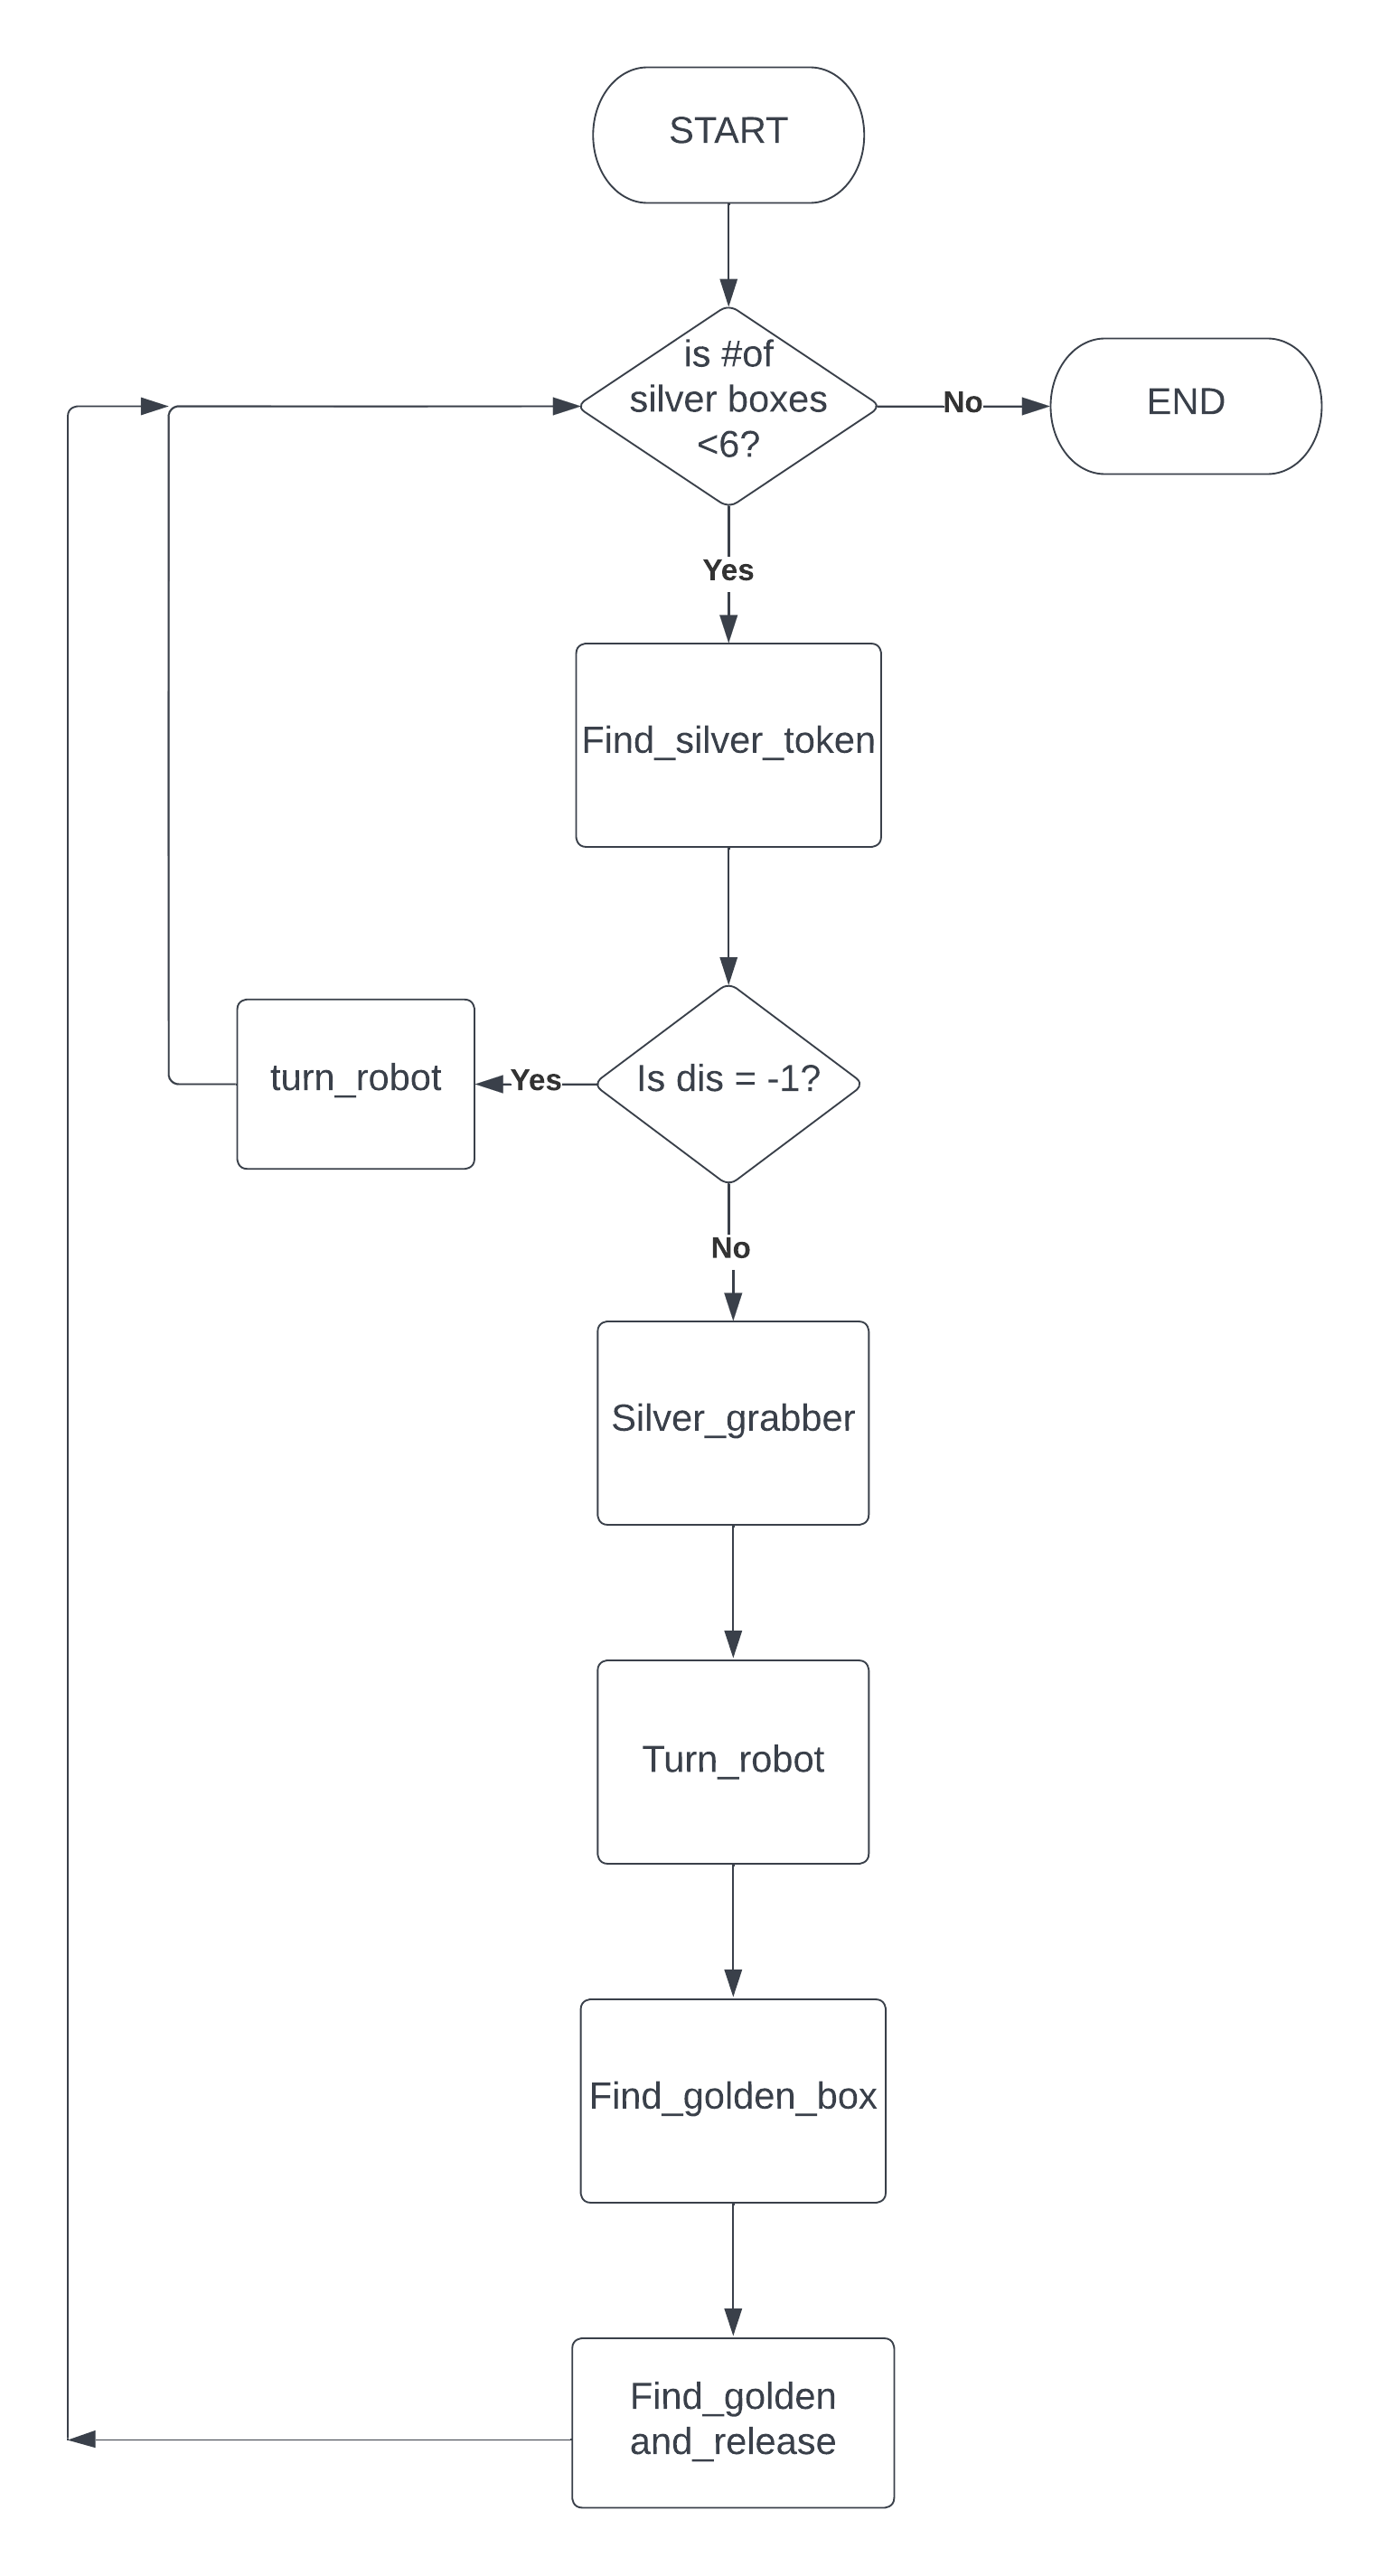 START
is #of
silver boxes
<6?
No
END
Yes
Find_silver_token
turn_robot
Yes
Is dis = -1?
No
Silver_grabber
Turn_robot
Find_golden_box
Find_golden
and_release